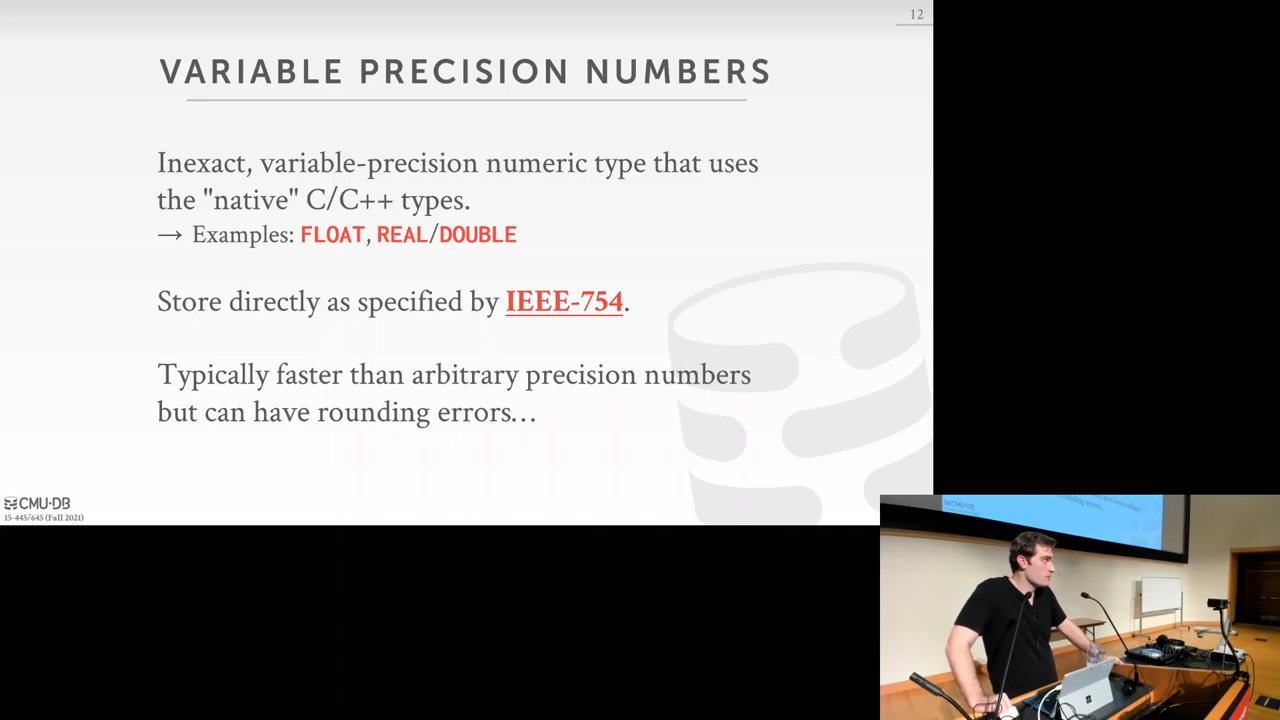 12
VARIABLE PRECISION NUMBERS
Inexact, variable-precision numeric type that uses
the "native" C/C++ types.
→ Examples: FLOAT, REAL/DOUBLE
Store directly as specified by IEEE-754.
Typically faster than arbitrary precision numbers
but can have rounding errors…
CMU·DB
15-445/645 (Fall 2021)